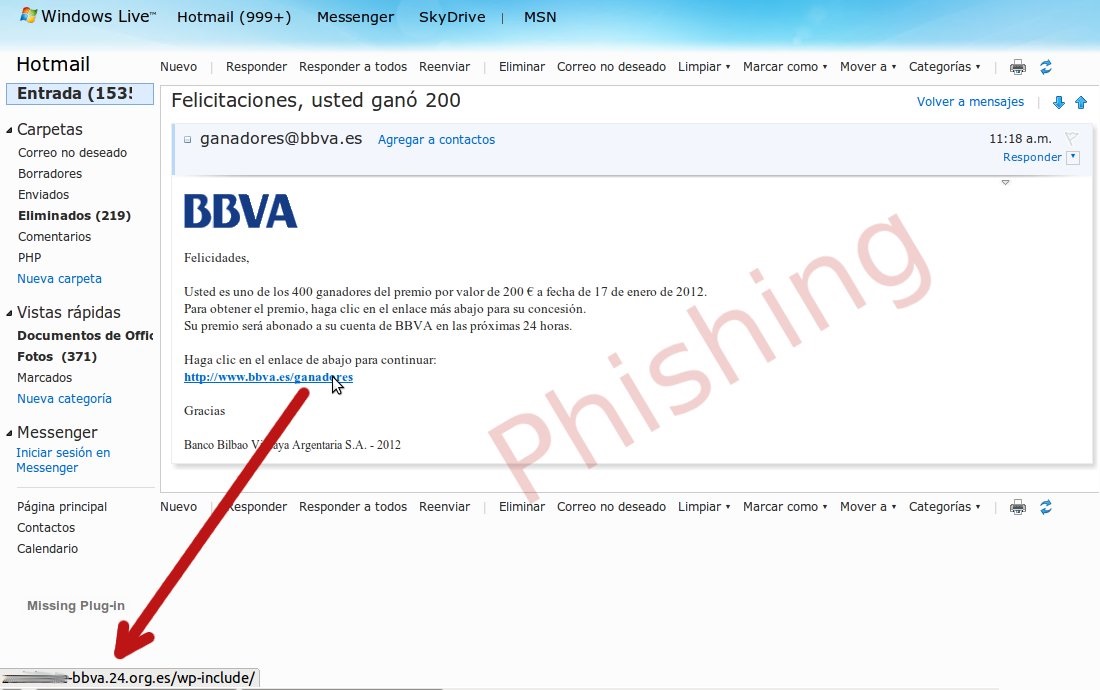 Windows Live™ Hotmail (999+) Messenger SkyDrive | MSN
Hotmail
Entrada (153
Carpetas
Correo no deseado
Borradores
Enviados
Eliminados (219)
Comentarios
PHP
Nueva carpeta
Vistas rápidas
Documentos de Offic
Fotos (371)
Marcados
Nueva categoría
Messenger
Iniciar sesión en
Messenger
Página principal
Contactos
Calendario
Missing Plug-in
Nuevo | Responder Responder a todos Reenviar | Eliminar Correo no deseado Limpiar Marcar como Mover a Categorías |
Felicitaciones, usted ganó 200
Volver a mensajes |
ganadores@bbva.es Agregar a contactos
11:18 a.m.
Responder
BBVA
Felicidades,
Usted es uno de los 400 ganadores del premio por valor de 200 € a fecha de 17 de enero de 2012.
Para obtener el premio, haga clic en el enlace más abajo para su concesión.
Su premio será abonado a su cuenta de BBVA en las próximas 24 horas.
Haga clic en el enlace de abajo para continuar:
http://www.bbva.es/ganadores
Gracias
Banco Bilbao Vizcaya Argentaria S.A. - 2012
Phishing
Nuevo Responder Responder a todos Reenviar | Eliminar Correo no deseado Limpiar Marcar como Mover a Categorías |
-bbva.24.org.es/wp-include/